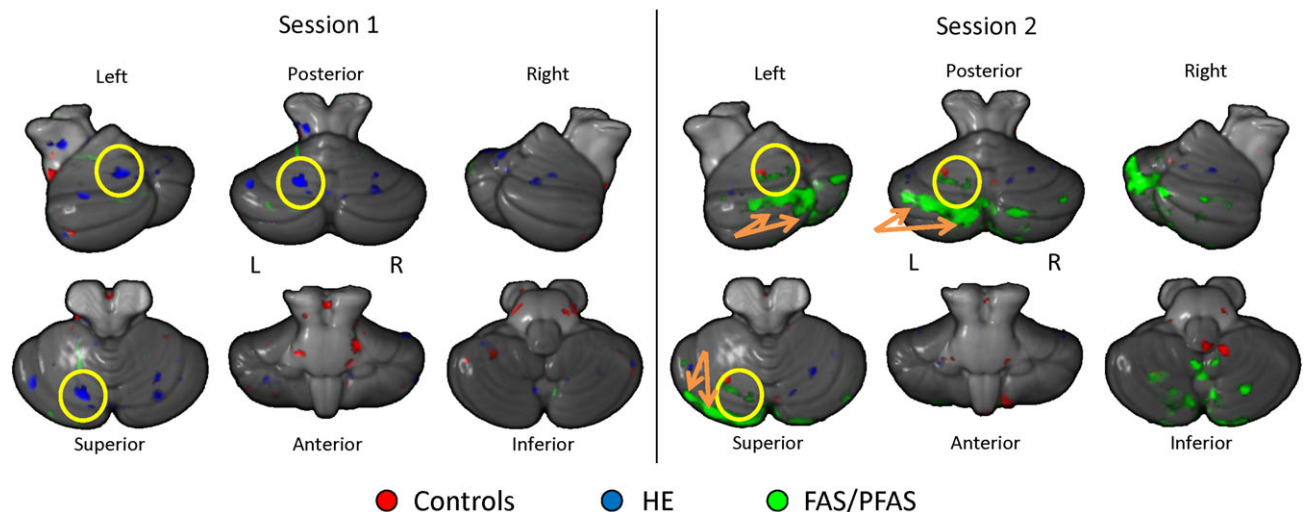 Session 1
Session 2
Left
Posterior
Right
Left
Posterior
Right
L
R
L
R
Superior
Anterior
Inferior
Superior
Anterior
Inferior
Controls
HE
FAS/PFAS